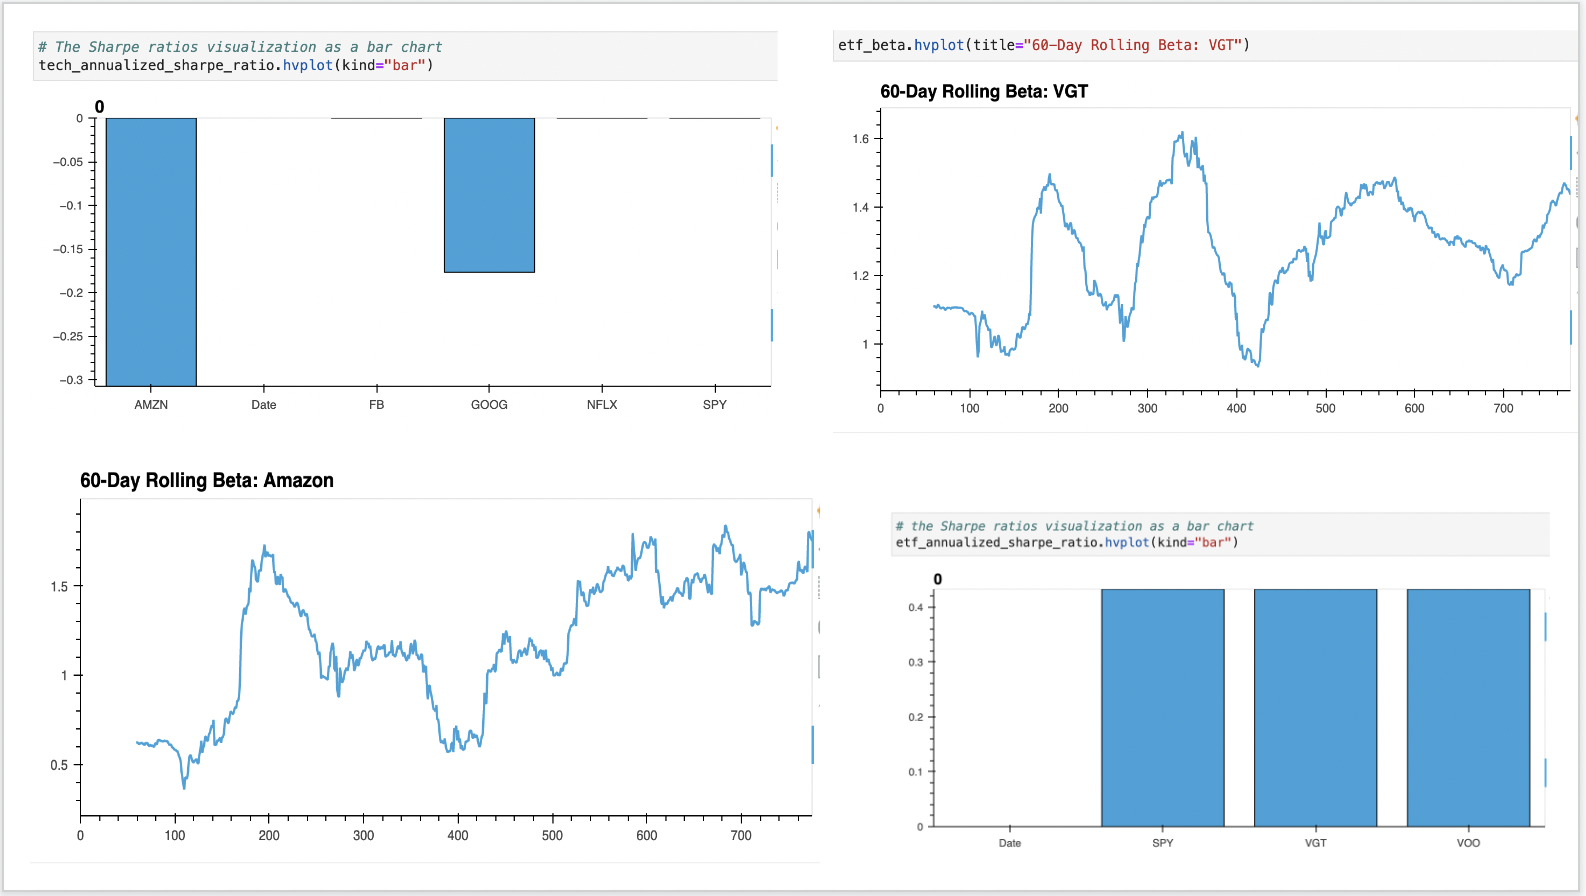 # The Sharpe ratios visualization as a bar chart
tech_annualized_sharpe_ratio.hvplot(kind="bar")
0
0
−0.05
−0.1
−0.15
−0.2
−0.25
−0.3
AMZN Date FB GOOG NFLX SPY
etf_beta.hvplot(title="60-Day Rolling Beta: VGT")
60-Day Rolling Beta: VGT
1.6
1.4
1.2
1
0 100 200 300 400 500 600 700
60-Day Rolling Beta: Amazon
1.5
1
0.5
0 100 200 300 400 500 600 700
# the Sharpe ratios visualization as a bar chart
etf_annualized_sharpe_ratio.hvplot(kind="bar")
0
0.4
0.3
0.2
0.1
0
Date SPY VGT VOO